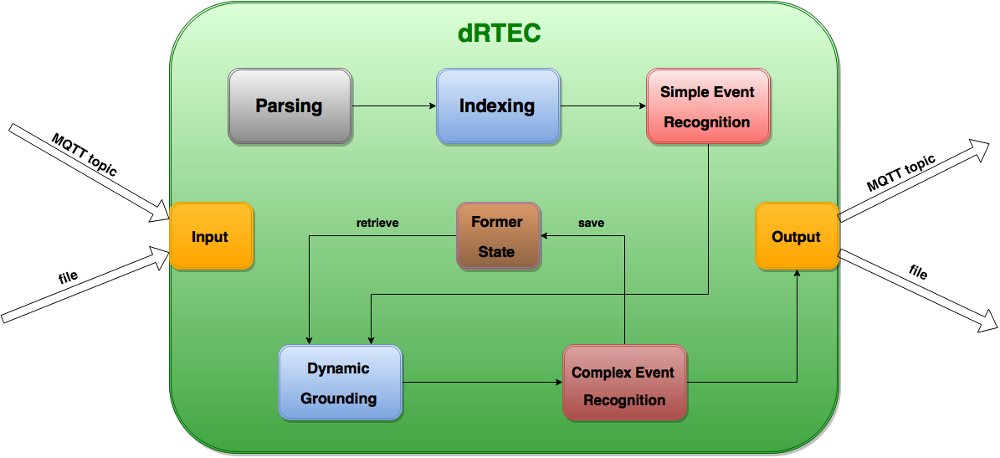 dRTEC
Parsing
Indexing
Simple Event
Recognition
MQTT topic
MQTT topic
retrieve
Former
State
save
Input
Output
file
file
Dynamic
Grounding
Complex Event
Recognition